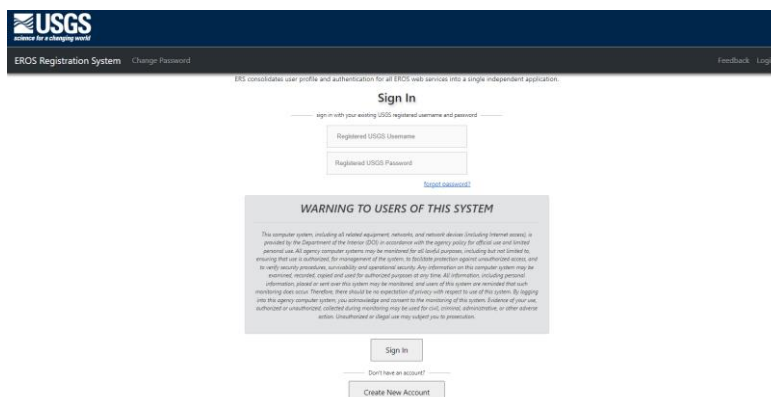 USGS
science for a changing world
EROS Registration System Change Password Feedback Logi
ERS consolidates user profile and authentication for all EROS web services into a single independent application.
Sign In
sign in with your existing USGS registered username and password
Registered USGS Username
Registered USGS Password
forgot password?
WARNING TO USERS OF THIS SYSTEM
This computer system, including all related equipment, networks, and network devices (including Internet access), is
provided by the Department of the Interior (DOI) in accordance with the agency policy for official use and limited
personal use. All agency computer systems may be monitored for all lawful purposes, including but not limited to,
ensuring that use is authorized, for management of the system, to facilitate protection against unauthorized access, and
to verify security procedures, survivability and operational security. Any information on this computer system may be
examined, recorded, copied and used for authorized purposes at any time. All information, including personal
information, placed or sent over this system may be monitored, and users of this system are reminded that such
monitoring does occur. Therefore, there should be no expectation of privacy with respect to use of this system. By logging
into this agency computer system, you acknowledge and consent to the monitoring of this system. Evidence of your use,
authorized or unauthorized, collected during monitoring may be used for civil, criminal, administrative, or other adverse
action. Unauthorized or illegal use may subject you to prosecution.
Sign In
Don't have an account?
Create New Account